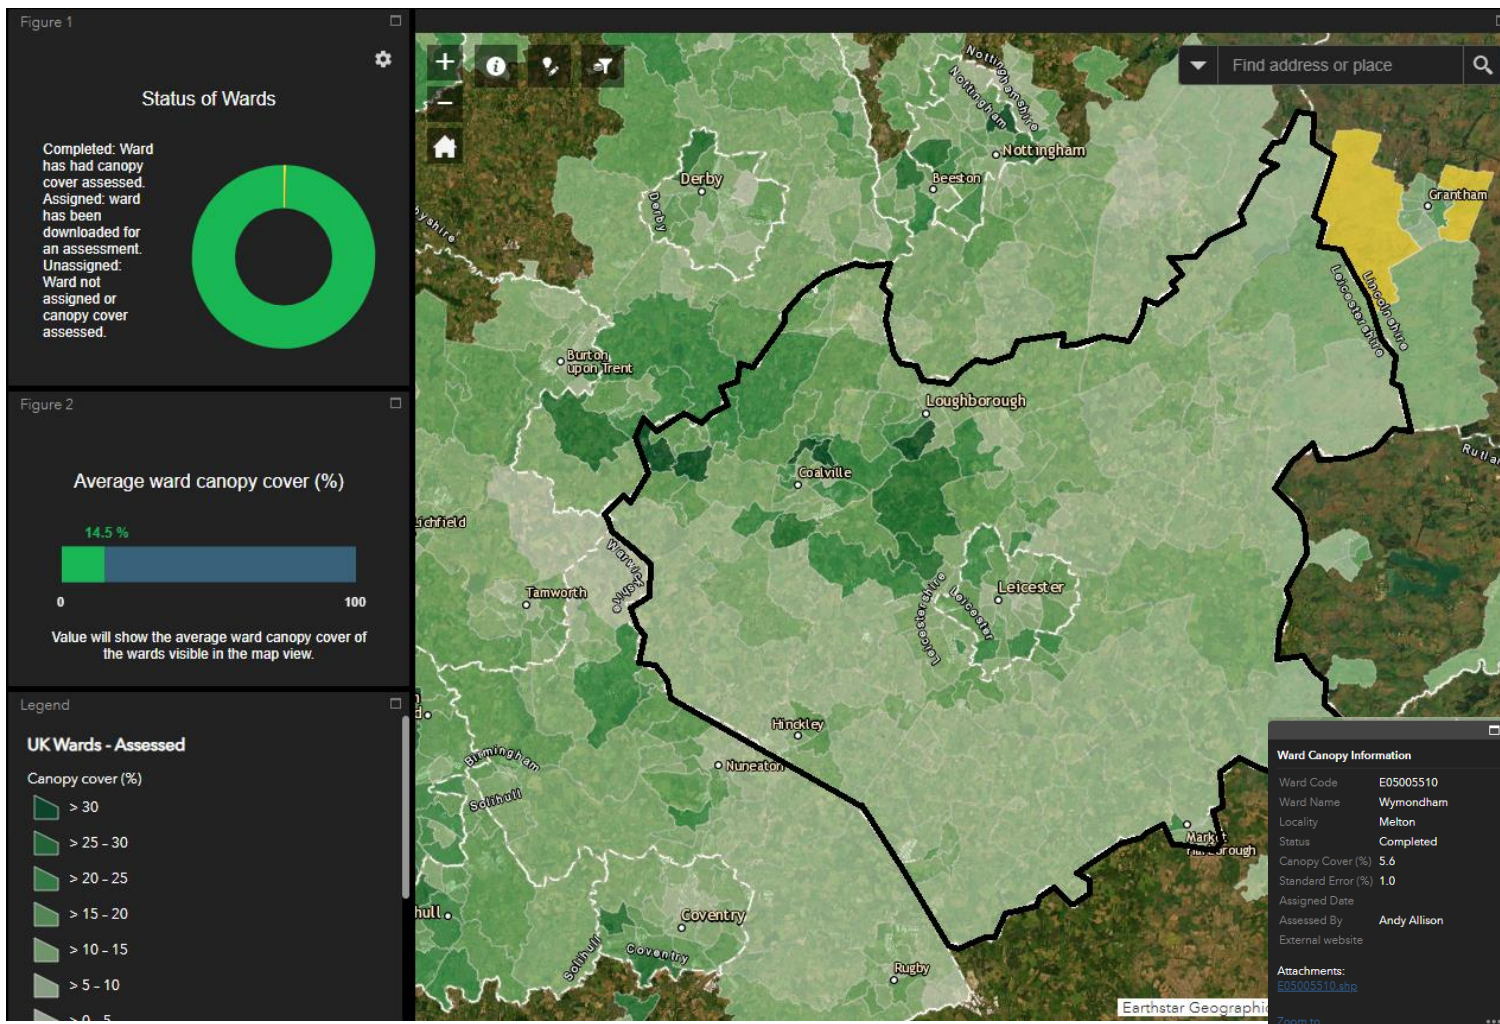 Figure 1
Status of Wards
Completed: Ward
has had canopy
cover assessed.
Assigned: ward
has been
downloaded for
an assessment.
Unassigned:
Ward not
assigned or
canopy cover
assessed.
Figure 2
Average ward canopy cover (%)
14.5 %
0
100
Value will show the average ward canopy cover of
the wards visible in the map view.
Legend
UK Wards - Assessed
Canopy cover (%)
> 30
> 25 - 30
> 20 - 25
> 15 - 20
> 10 - 15
> 5 - 10
> 0 - 5
+
−
Find address or place
Nottinghamshire
Nottingham
Nottingham
Derby
Derby
Beeston
Grantham
Lincolnshire
Leicestershire
Burton
upon Trent
Loughborough
Coalville
Tamworth
Warwickshire
Leicester
Leicestershire
Leicester
Hinckley
Nuneaton
Birmingham
Solihull
Market
Coventry
Solihull
Coventry
Rugby
Earthstar Geographic
Ward Canopy Information
Ward Code E05005510
Ward Name Wymondham
Locality Melton
Status Completed
Canopy Cover (%) 5.6
Standard Error (%) 1.0
Assigned Date
Assessed By Andy Allison
External website
Attachments:
E05005510.shp
Zoom to